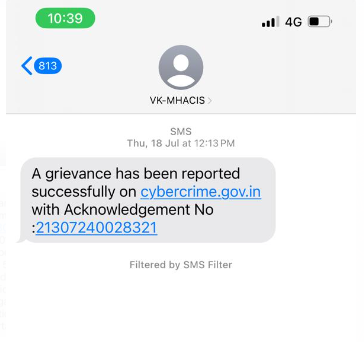 10:39
4G
813
VK-MHACIS
SMS
Thu, 18 Jul at 12:13 PM
A grievance has been reported
successfully on cybercrime.gov.in
with Acknowledgement No
:21307240028321
Filtered by SMS Filter